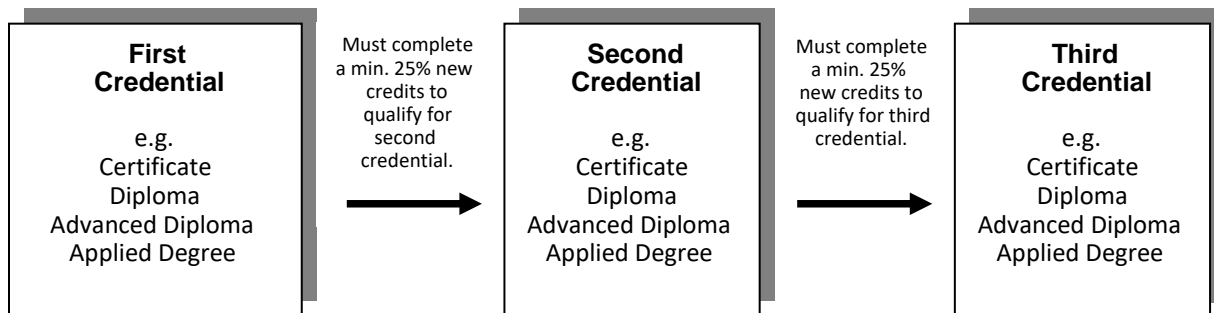 First
Credential
e.g.
Certificate
Diploma
Advanced Diploma
Applied Degree
Must complete
a min. 25% new
credits to
qualify for
second
credential.
Second
Credential
e.g.
Certificate
Diploma
Advanced Diploma
Applied Degree
Must complete
a min. 25%
new credits to
qualify for third
credential.
Third
Credential
e.g.
Certificate
Diploma
Advanced Diploma
Applied Degree